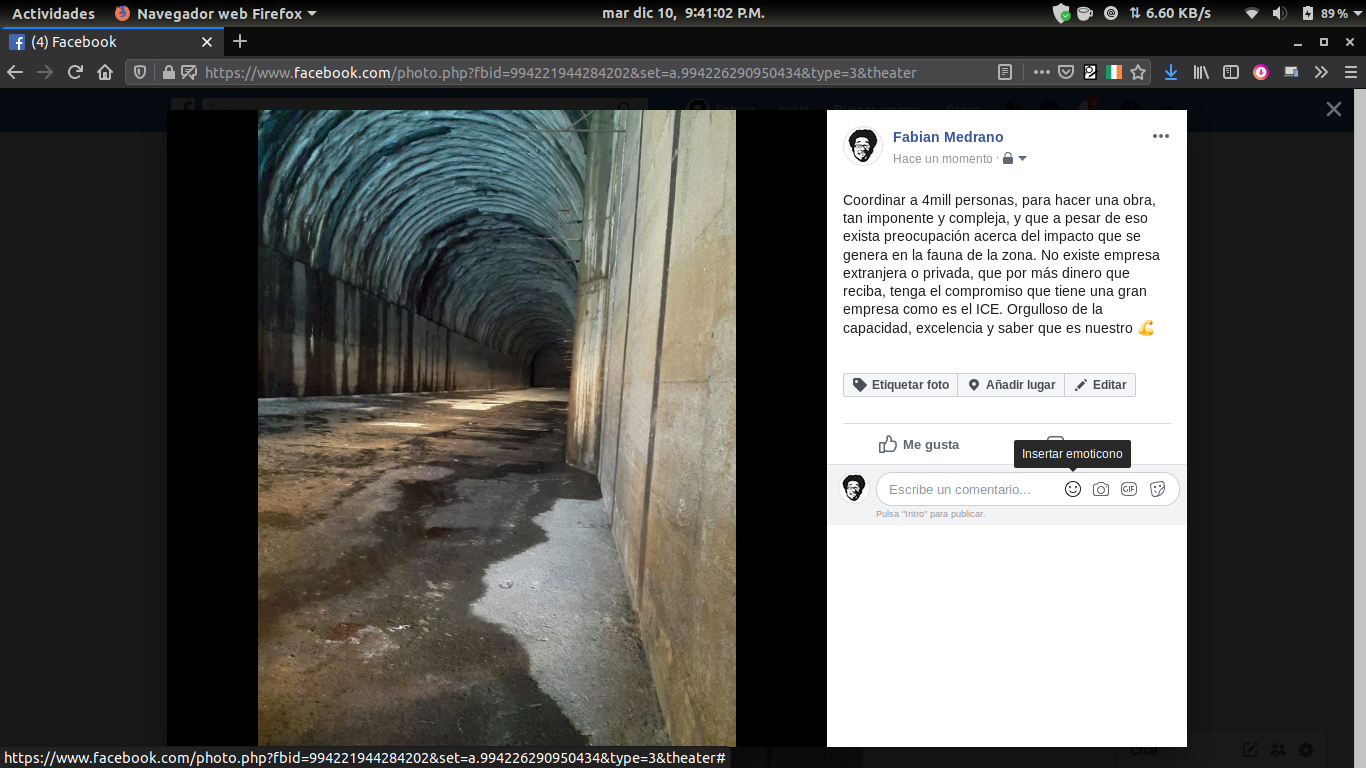 Actividades
Navegador web Firefox
mar dic 10, 9:41:02 P.M.
6.60 KB/s
89 %
(4) Facebook
https://www.facebook.com/photo.php?fbid=994221944284202&set=a.994226290950434&type=3&theater
Fabian Medrano
Hace un momento ·
Coordinar a 4mill personas, para hacer una obra,
tan imponente y compleja, y que a pesar de eso
exista preocupación acerca del impacto que se
genera en la fauna de la zona. No existe empresa
extranjera o privada, que por más dinero que
reciba, tenga el compromiso que tiene una gran
empresa como es el ICE. Orgulloso de la
capacidad, excelencia y saber que es nuestro 💪
Etiquetar foto
Añadir lugar
Editar
Me gusta
Insertar emoticono
Escribe un comentario...
GIF
Pulsa "Intro" para publicar.
Chat
https://www.facebook.com/photo.php?fbid=994221944284202&set=a.994226290950434&type=3&theater#